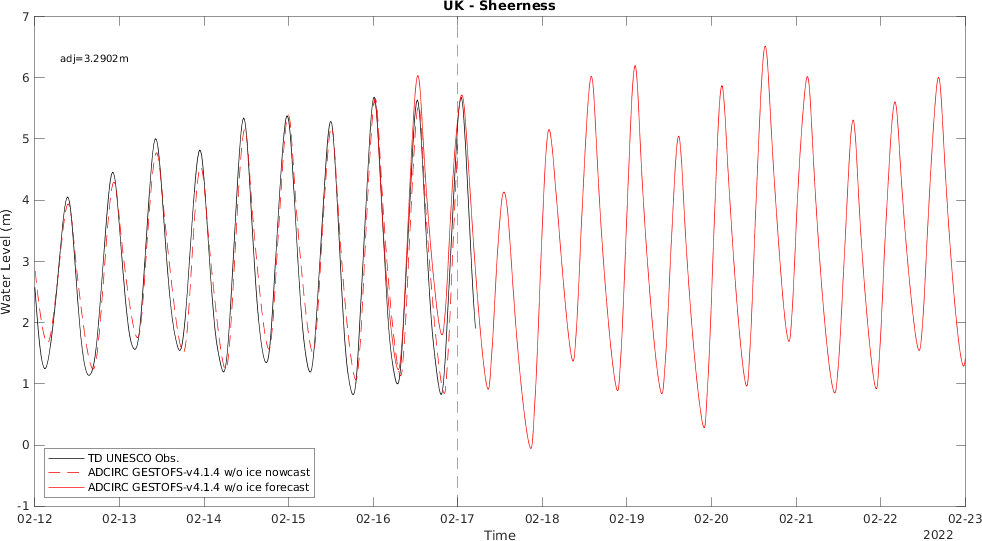 UK - Sheerness
adj=3.2902m
Water Level (m)
7
6
5
4
3
2
1
0
-1
TD UNESCO Obs.
ADCIRC GESTOFS-v4.1.4 w/o ice nowcast
ADCIRC GESTOFS-v4.1.4 w/o ice forecast
02-12 02-13 02-14 02-15 02-16 02-17 02-18 02-19 02-20 02-21 02-22 02-23
Time
2022